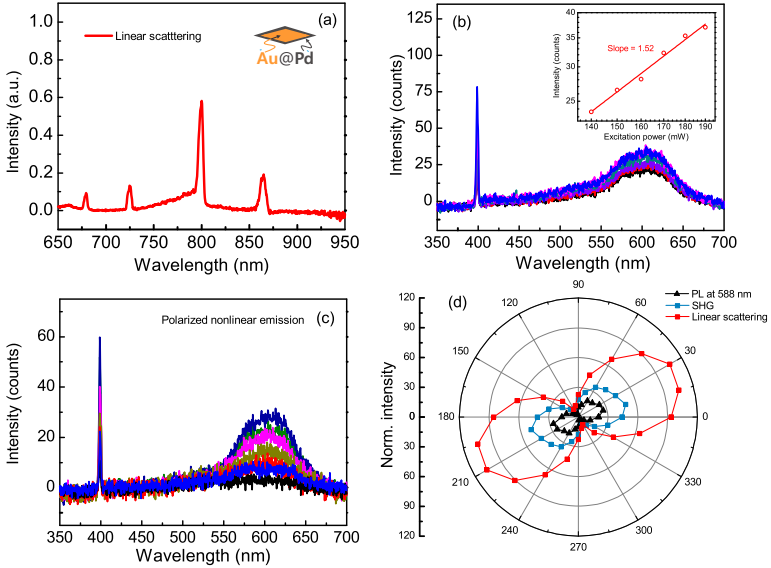 (a)
Linear scatttering
Au@Pd
Intensity (a.u.)
1.0
0.8
0.6
0.4
0.2
0.0
650 700 750 800 850 900 950
Wavelength (nm)
(b)
Intensity (counts)
125
100
75
50
25
0
350 400 450 500 550 600 650 700
Wavelength (nm)
Slope = 1.52
Intensity (counts)
40
35
30
25
140 150 160 170 180 190
Excitation power (mW)
(c)
Polarized nonlinear emission
Intensity (counts)
60
40
20
0
350 400 450 500 550 600 650 700
Wavelength (nm)
(d)
PL at 588 nm
SHG
Linear scattering
Norm. intensity
120
90
60
30
0
30
60
90
120
0
30
60
90
120
150
180
210
240
270
300
330